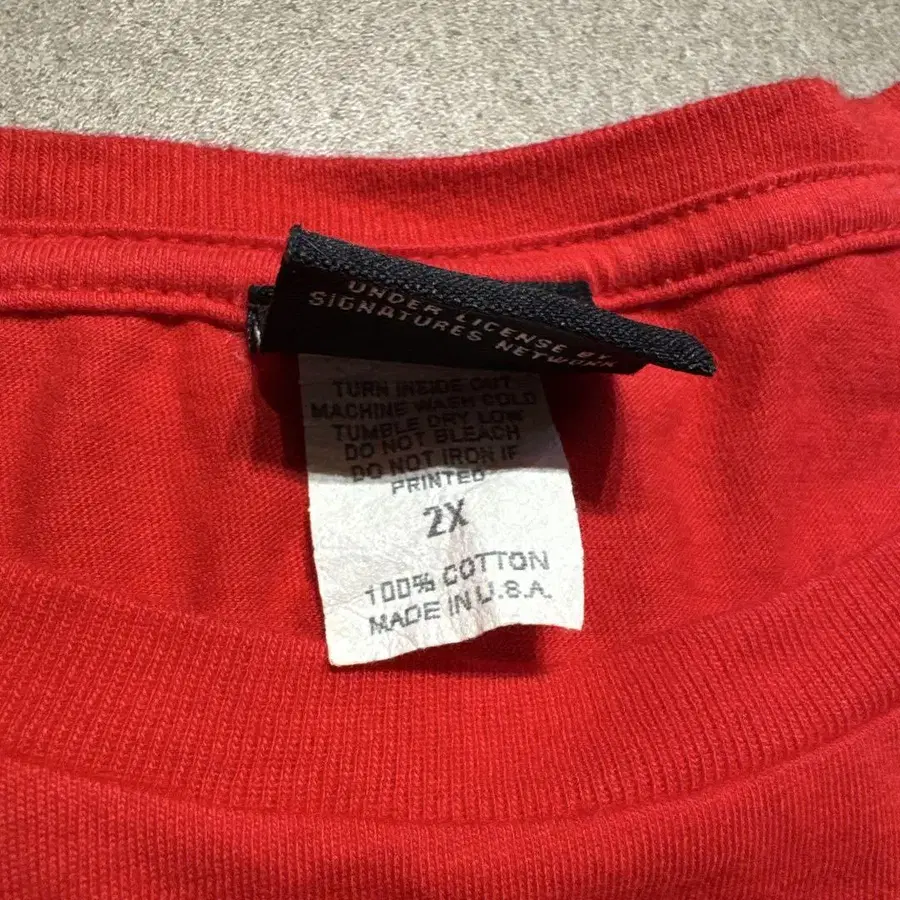 UNDER LICENSE BY
SIGNATURES NETWORK
TURN INSIDE OUT
MACHINE WASH COLD
TUMBLE DRY LOW
DO NOT BLEACH
DO NOT IRON IF
PRINTED
2X
100% COTTON
MADE IN U.S.A.